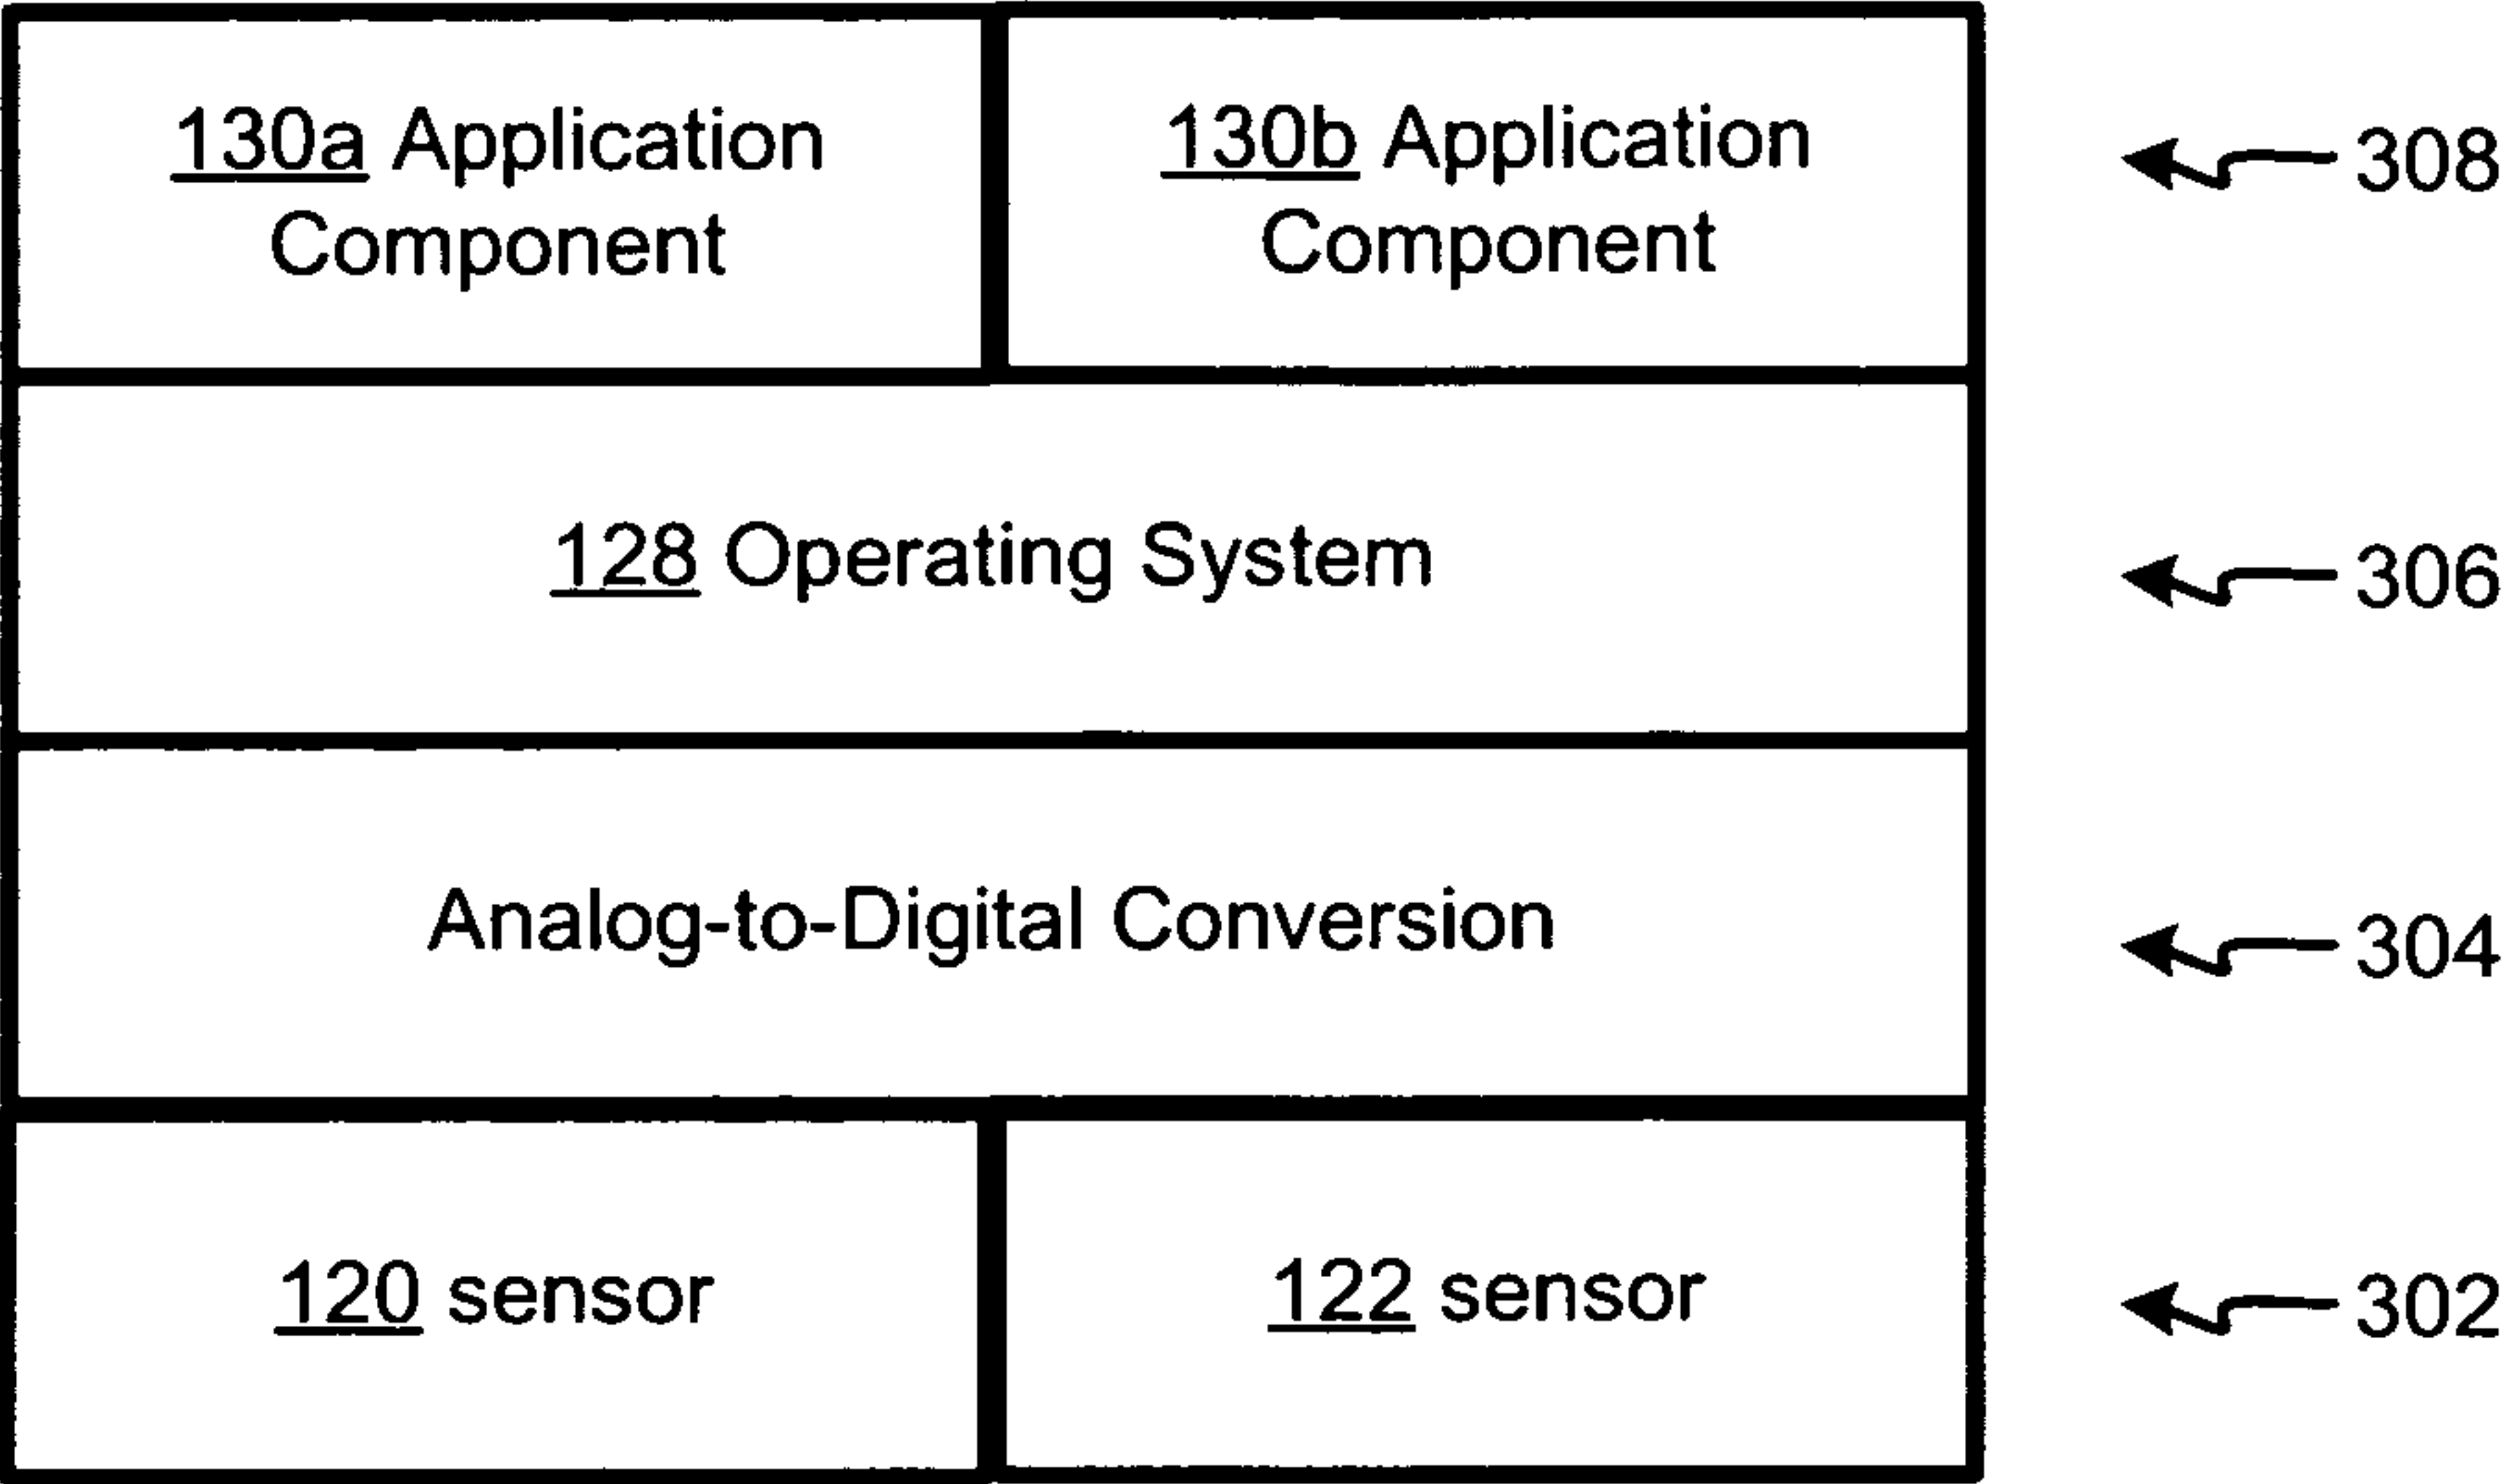 130a Application
Component
130b Application
Component
308
128 Operating System
306
Analog-to-Digital Conversion
304
120 sensor
122 sensor
302